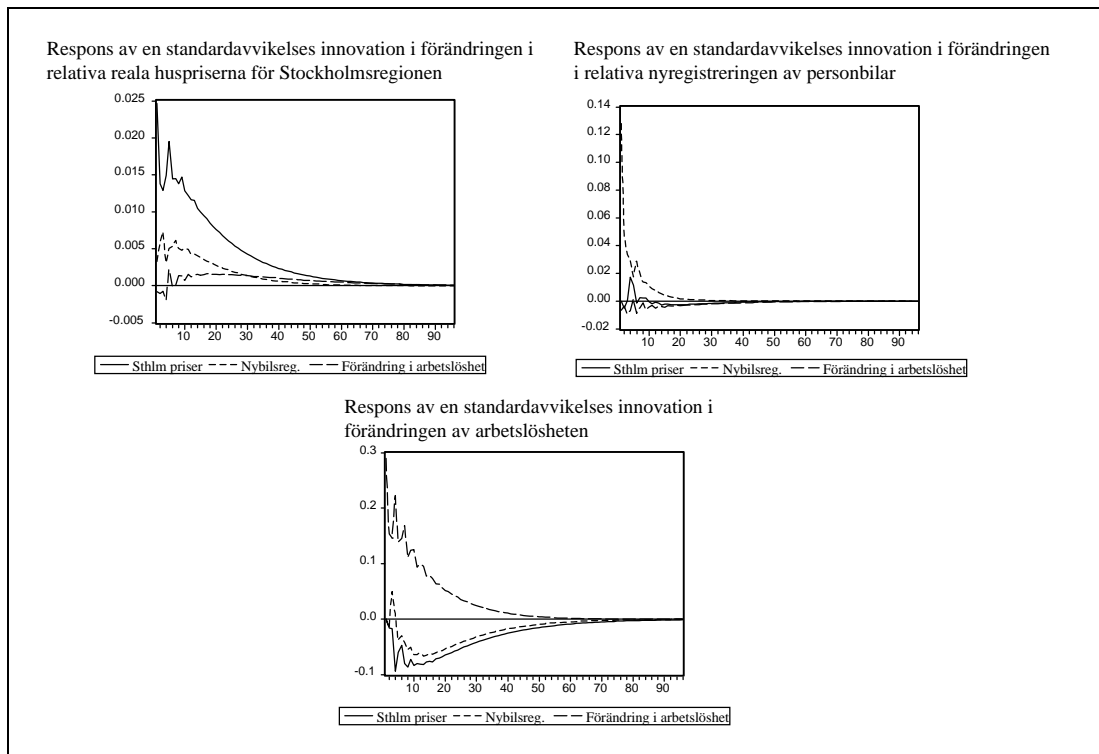 Respons av en standardavvikelses innovation i förändringen i
relativa reala huspriserna för Stockholmsregionen
0.025
0.020
0.015
0.010
0.005
0.000
-0.005
10 20 30 40 50 60 70 80 90
Sthlm priser Nybilsreg. Förändring i arbetlöshet
Respons av en standardavvikelses innovation i förändringen
i relativa nyregistreringen av personbilar
0.14
0.12
0.10
0.08
0.06
0.04
0.02
0.00
-0.02
10 20 30 40 50 60 70 80 90
Sthlm priser Nybilsreg. Förändring i arbetlöshet
Respons av en standardavvikelses innovation i
förändringen av arbetslösheten
0.3
0.2
0.1
0.0
-0.1
10 20 30 40 50 60 70 80 90
Sthlm priser Nybilsreg. Förändring i arbetlöshet